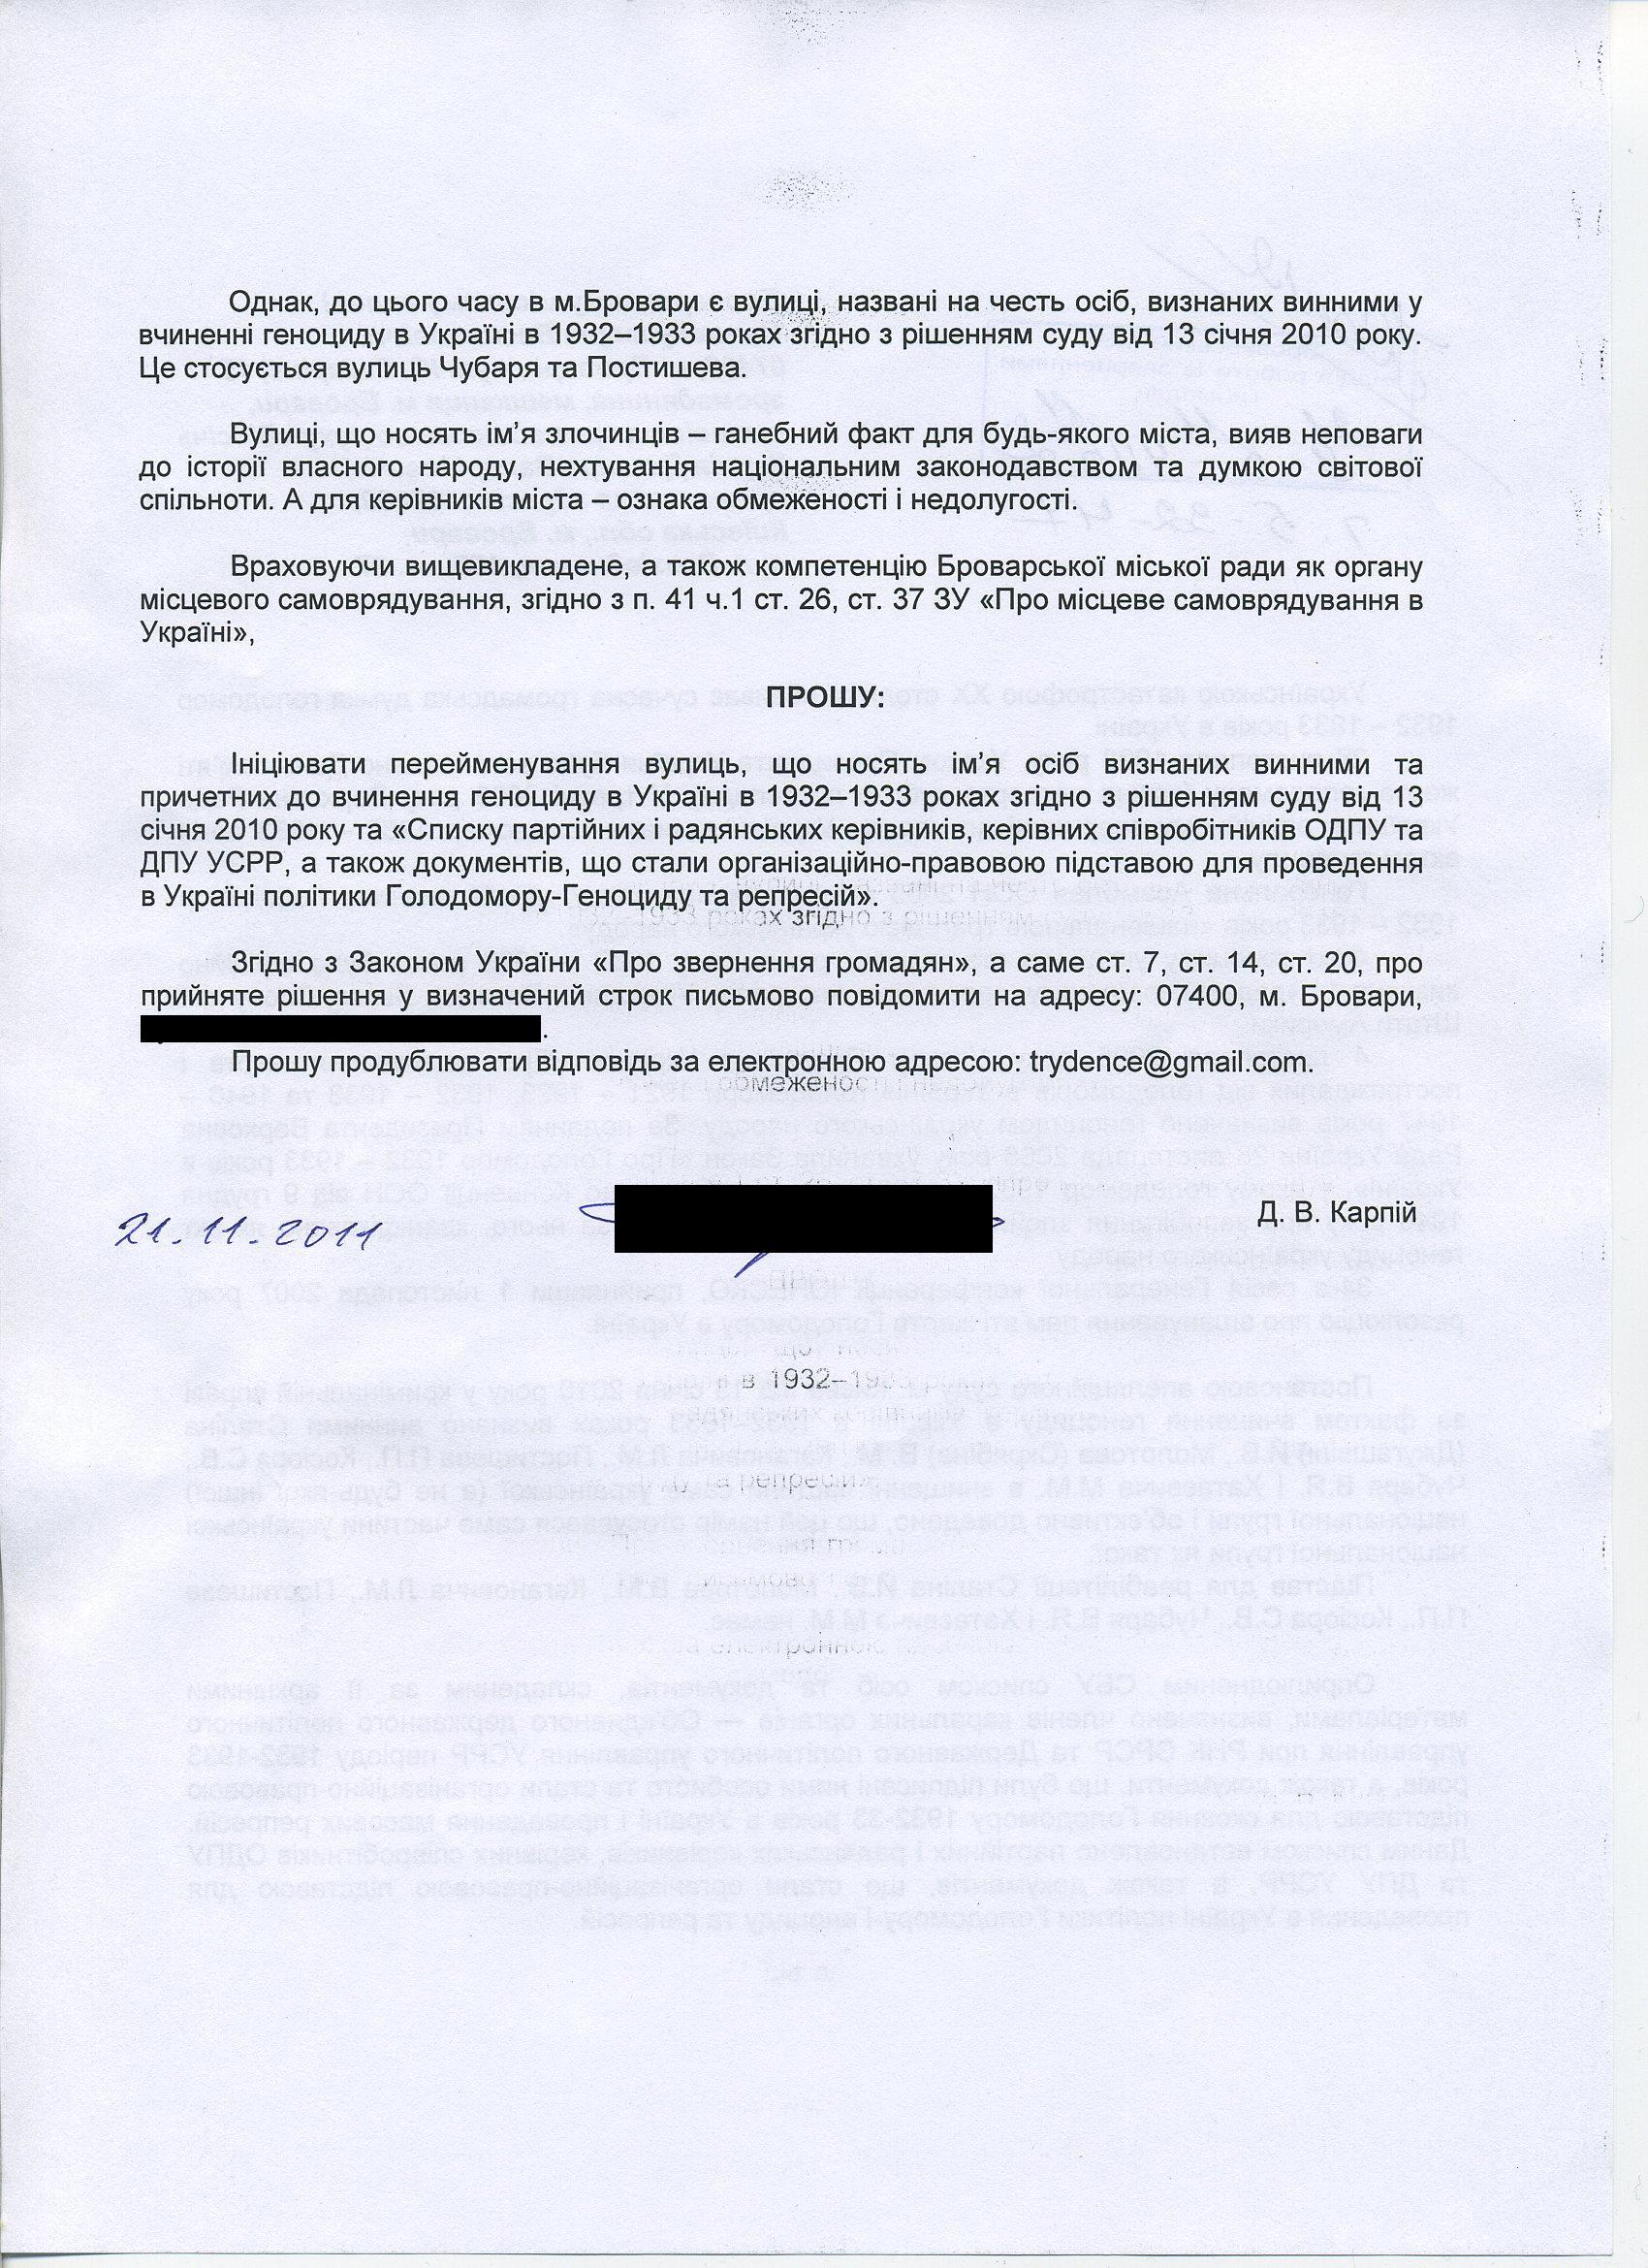 Однак, до цього часу в м.Бровари є вулиці, названі на честь осіб, визнаних винними у
вчиненні геноциду в Україні в 1932–1933 роках згідно з рішенням суду від 13 січня 2010 року.
Це стосується вулиць Чубаря та Постишева.
Вулиці, що носять ім’я злочинців – ганебний факт для будь-якого міста, вияв неповаги
до історії власного народу, нехтування національним законодавством та думкою світової
спільноти. А для керівників міста – ознака обмеженості і недолугості.
Враховуючи вищевикладене, а також компетенцію Броварської міської ради як органу
місцевого самоврядування, згідно з п. 41 ч.1 ст. 26, ст. 37 ЗУ «Про місцеве самоврядування в
Україні»,
ПРОШУ:
Ініціювати перейменування вулиць, що носять ім’я осіб визнаних винними та
причетних до вчинення геноциду в Україні в 1932–1933 роках згідно з рішенням суду від 13
січня 2010 року та «Списку партійних і радянських керівників, керівних співробітників ОДПУ та
ДПУ УСРР, а також документів, що стали організаційно-правовою підставою для проведення
в Україні політики Голодомору-Геноциду та репресій».
Згідно з Законом України «Про звернення громадян», а саме ст. 7, ст. 14, ст. 20, про
прийняте рішення у визначений строк письмово повідомити на адресу: 07400, м. Бровари,
.
Прошу продублювати відповідь за електронною адресою: trydence@gmail.com.
21.11.2011
Д. В. Карпій